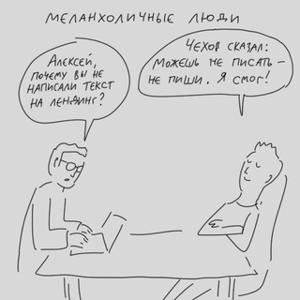 МЕЛАНХОЛИЧНЫЕ ЛЮДИ
АЛЕКСЕЙ,
ПОЧЕМУ ВЫ НЕ
НАПИСАЛИ ТЕКСТ
НА ЛЕНДИНГ?
ЧЕХОВ СКАЗАЛ:
МОЖЕШЬ НЕ ПИСАТЬ –
НЕ ПИШИ. Я СМОГ!